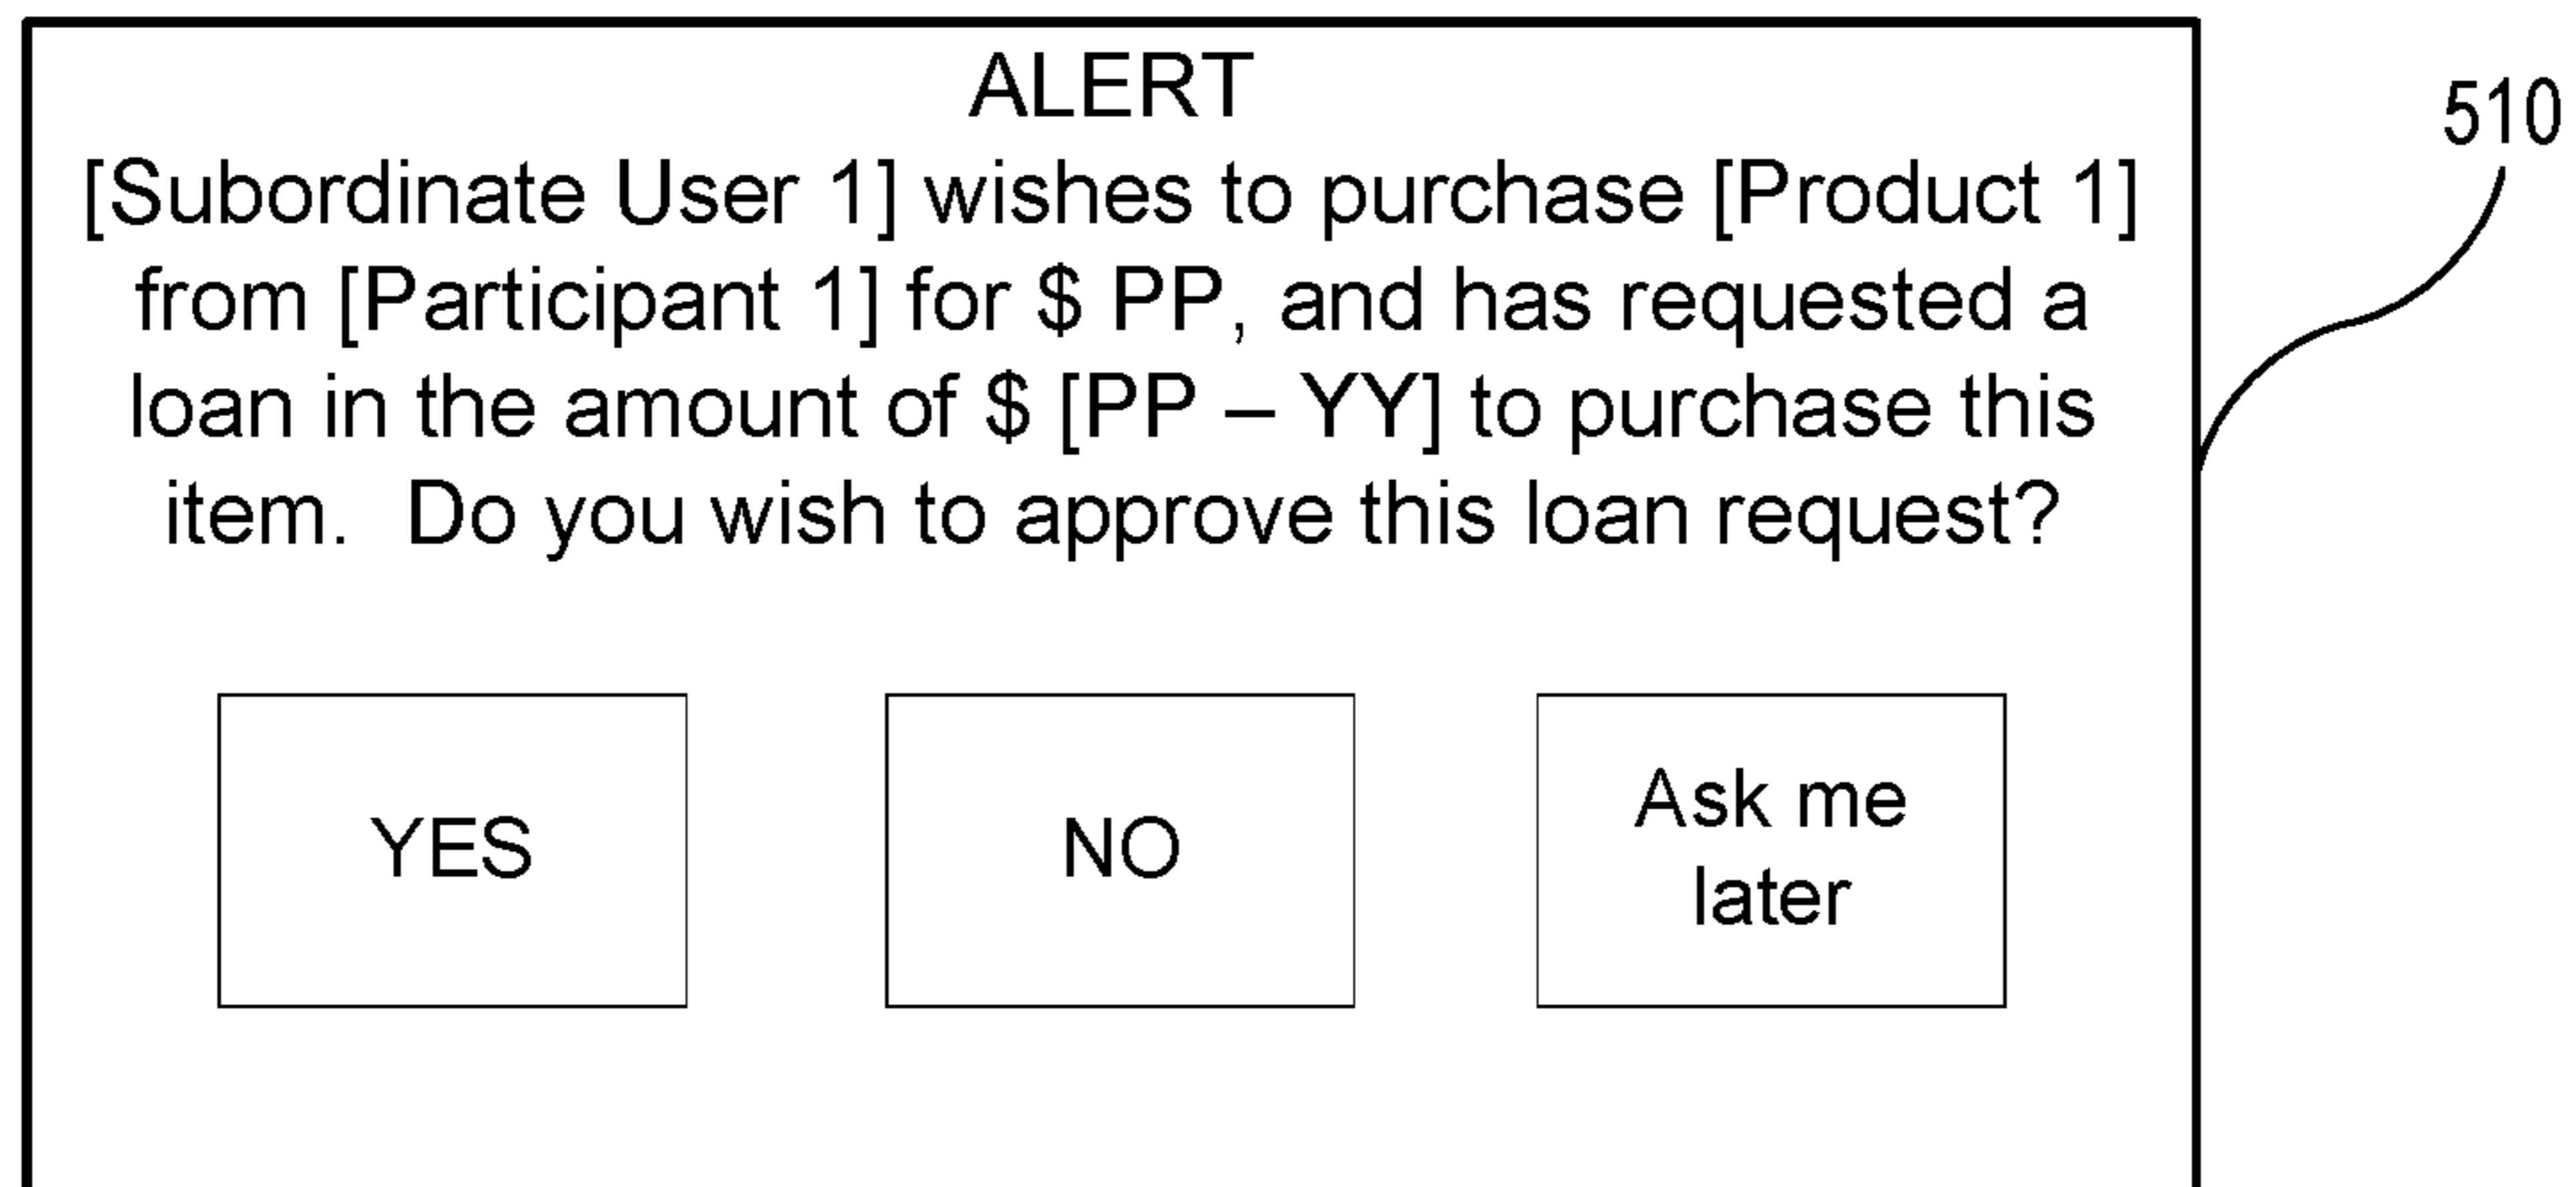 ALERT
510
[Subordinate User 1] wishes to purchase [Product 1]
from [Participant 1] for $ PP, and has requested a
loan in the amount of $ [PP – YY] to purchase this
item.  Do you wish to approve this loan request?
YES
NO
Ask me
later